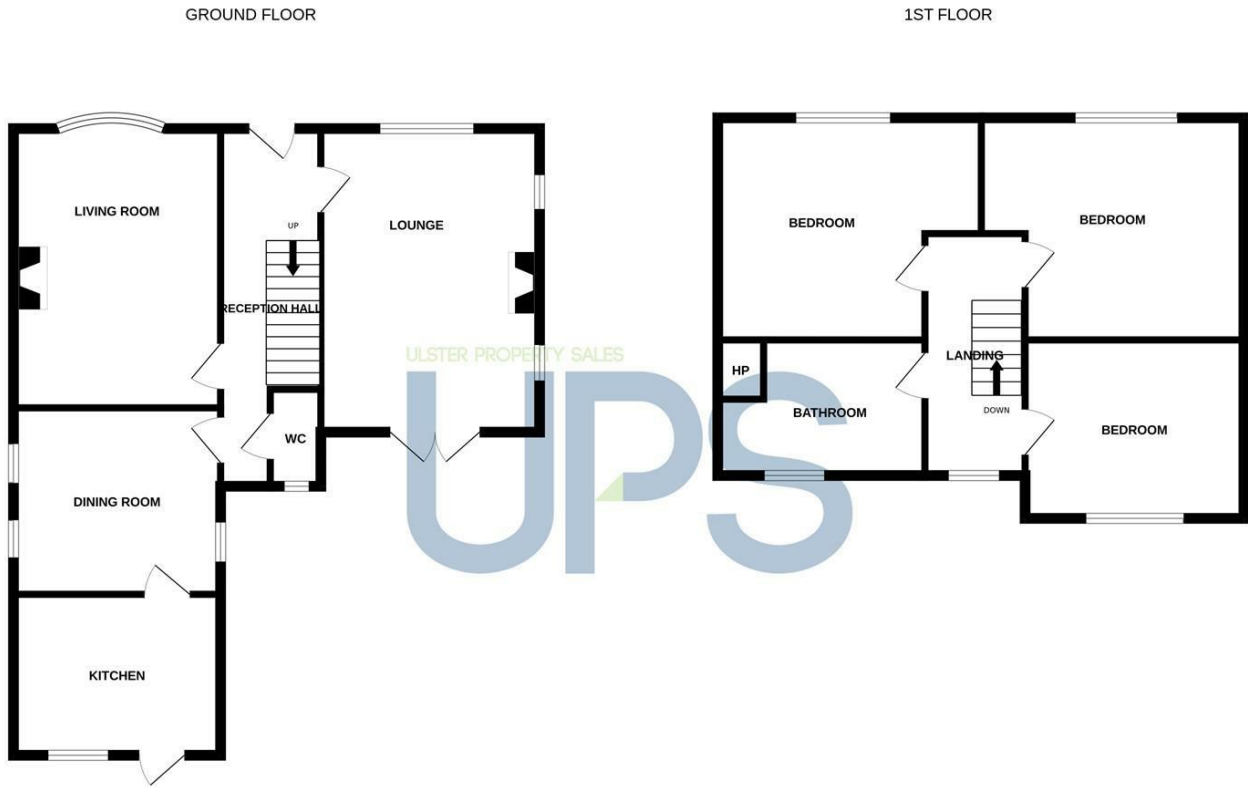 GROUND FLOOR
1ST FLOOR
LIVING ROOM
UP
LOUNGE
RECEPTION HALL
WC
DINING ROOM
KITCHEN
BEDROOM
BEDROOM
LANDING
HP
BATHROOM
DOWN
BEDROOM
ULSTER PROPERTY SALES
UPS